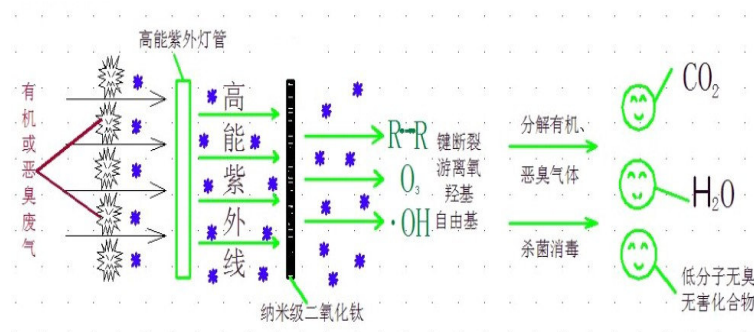 高能紫外灯管
有机或恶臭废气
高能紫外线
纳米级二氧化钛
R--R
O₃
·OH
键断裂
游离氧
羟基
自由基
分解有机、
恶臭气体
杀菌消毒
CO₂
H₂O
低分子无臭
无害化合物